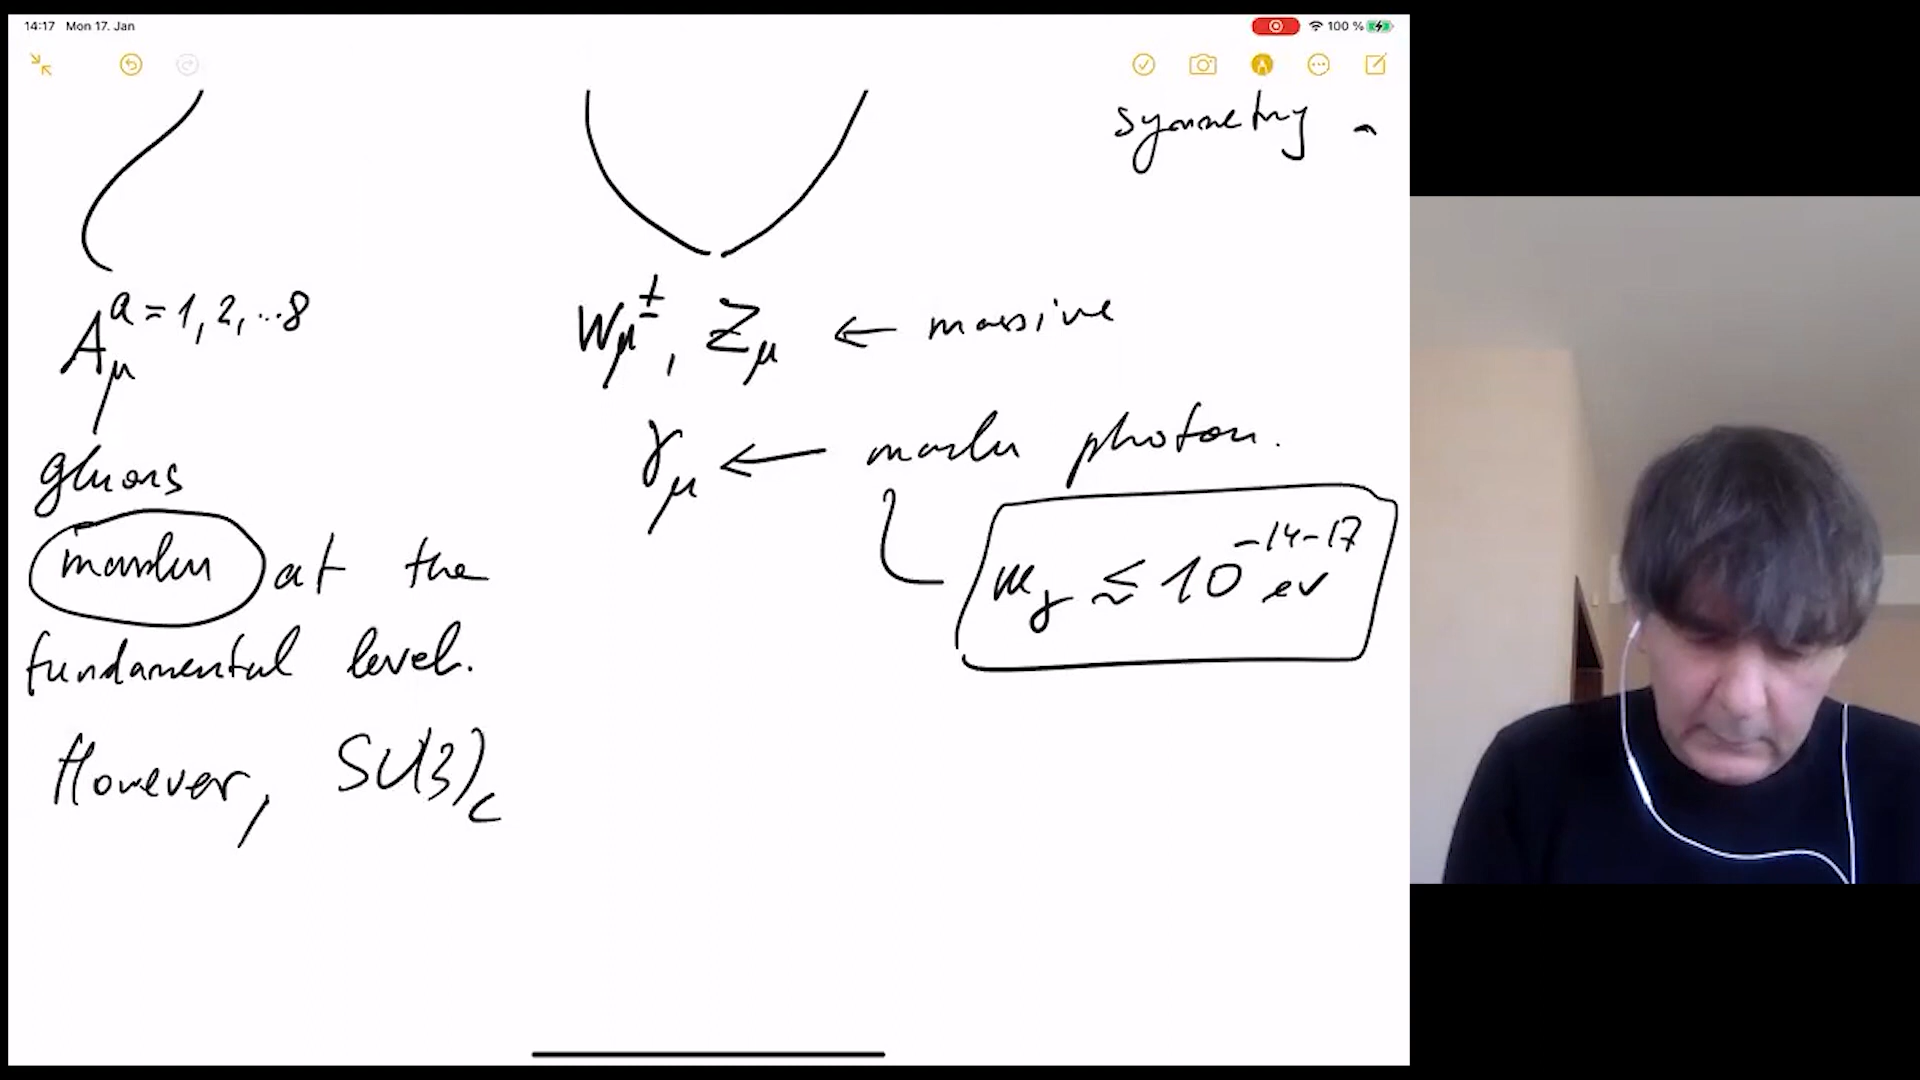 14:17 Mon 17. Jan
100 %
symmetry
A_μ^{a = 1, 2, ...8}
W_μ^±, Z_μ ← massive
γ_μ ← massless photon.
gluons
m_γ ≲ 10^{-14-17} eV
massless at the
fundamental level.
However, SU(3)_c